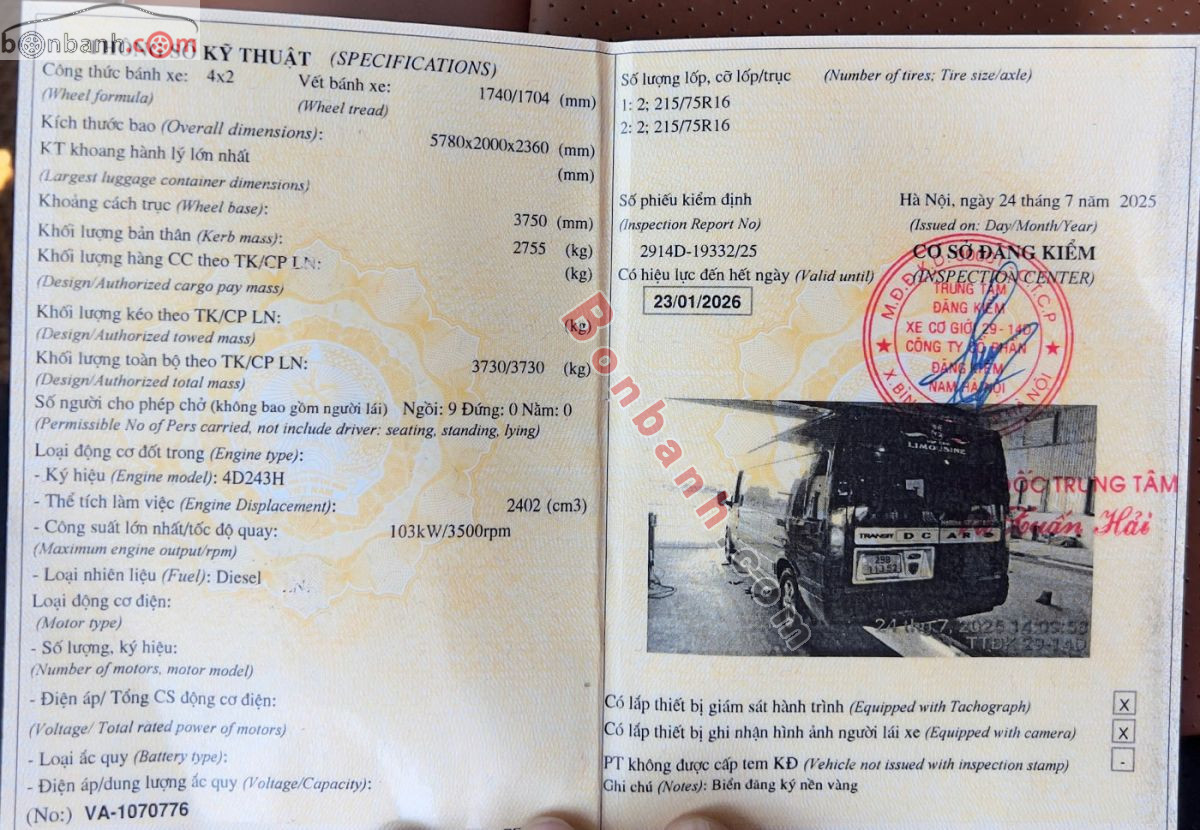 bonbanh.com
KỸ THUẬT (SPECIFICATIONS)
Công thức bánh xe: 4x2 Vết bánh xe: 1740/1704 (mm)
(Wheel formula) (Wheel tread)
Kích thước bao (Overall dimensions): 5780x2000x2360 (mm)
KT khoang hành lý lớn nhất (mm)
(Largest luggage container dimensions)
Khoảng cách trục (Wheel base): 3750 (mm)
Khối lượng bản thân (Kerb mass): 2755 (kg)
Khối lượng hàng CC theo TK/CP LN: (kg)
(Design/Authorized cargo pay mass)
Khối lượng kéo theo TK/CP LN: (kg)
(Design/Authorized towed mass)
Khối lượng toàn bộ theo TK/CP LN: 3730/3730 (kg)
(Design/Authorized total mass)
Số người cho phép chở (không bao gồm người lái) Ngồi: 9 Đứng: 0 Nằm: 0
(Permissible No of Pers carried, not include driver: seating, standing, lying)
Loại động cơ đốt trong (Engine type):
- Ký hiệu (Engine model): 4D243H
- Thể tích làm việc (Engine Displacement): 2402 (cm3)
- Công suất lớn nhất/tốc độ quay: 103kW/3500rpm
(Maximum engine output/rpm)
- Loại nhiên liệu (Fuel): Diesel
Loại động cơ điện:
(Motor type)
- Số lượng, ký hiệu:
(Number of motors, motor model)
- Điện áp/ Tổng CS động cơ điện:
(Voltage/ Total rated power of motors)
- Loại ắc quy (Battery type):
- Điện áp/dung lượng ắc quy (Voltage/Capacity):
(No:) VA-1070776
Số lượng lốp, cỡ lốp/trục (Number of tires; Tire size/axle)
1: 2; 215/75R16
2: 2; 215/75R16
Số phiếu kiểm định Hà Nội, ngày 24 tháng 7 năm 2025
(Inspection Report No) (Issued on: Day/Month/Year)
2914D-19332/25 CƠ SỞ ĐĂNG KIỂM
Có hiệu lực đến hết ngày (Valid until) (INSPECTION CENTER)
23/01/2026
TRUNG TÂM
ĐĂNG KIỂM
XE CƠ GIỚI 29-14D
CÔNG TY CỔ PHẦN
ĐĂNG KIỂM
NAM HÀ NỘI
Bonbanh.com
LIMOUSINE
TRANSIT DCAR
29B
24 th7, 2025 14:09:53
TTĐK 29-14D
ĐỐC TRUNG TÂM
Xuân Hải
Có lắp thiết bị giám sát hành trình (Equipped with Tachograph) X
Có lắp thiết bị ghi nhận hình ảnh người lái xe (Equipped with camera) X
PT không được cấp tem KĐ (Vehicle not issued with inspection stamp) -
Ghi chú (Notes): Biển đăng ký nền vàng